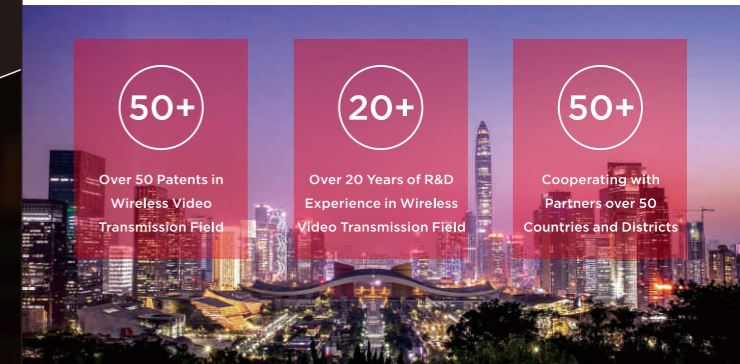 50+
Over 50 Patents in
Wireless Video
Transmission Field
20+
Over 20 Years of R&D
Experience in Wireless
Video Transmission Field
50+
Cooperating with
Partners over 50
Countries and Districts